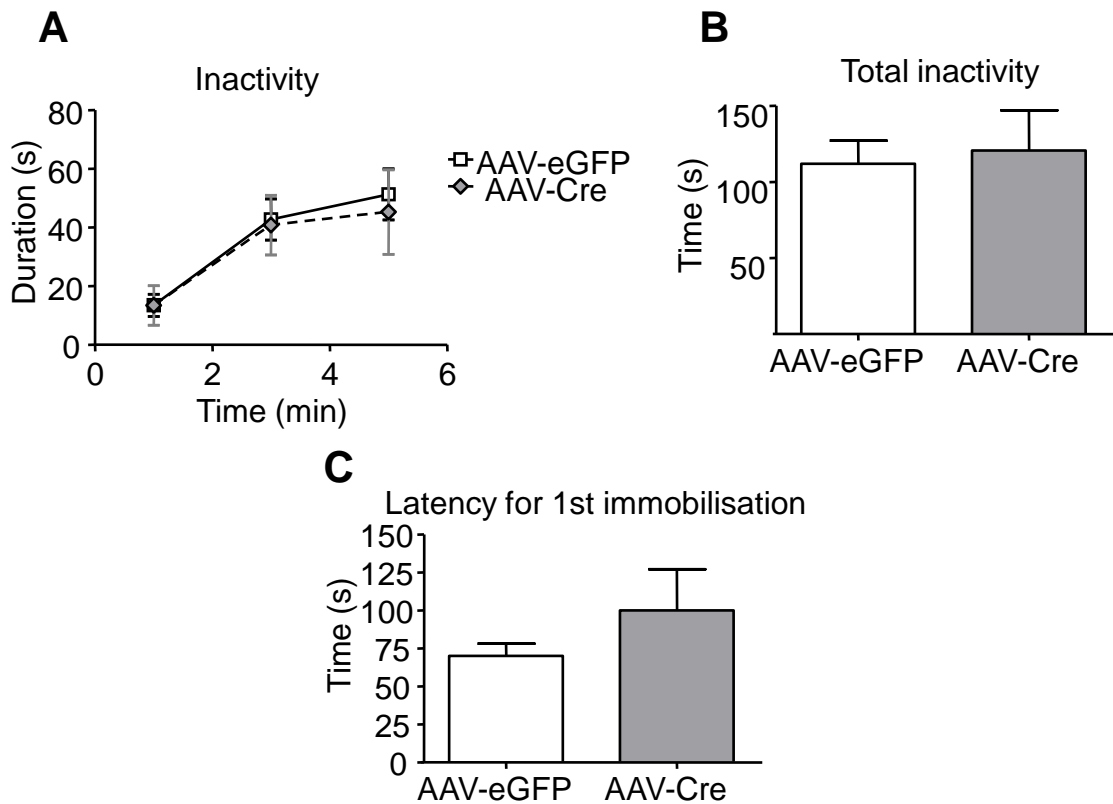 A
Inactivity
Duration (s)
80
60
40
20
0
0 2 4 6
Time (min)
AAV-eGFP
AAV-Cre
B
Total inactivity
Time (s)
150
100
50
AAV-eGFP AAV-Cre
C
Latency for 1st immobilisation
Time (s)
150
125
100
75
50
25
0
AAV-eGFP AAV-Cre